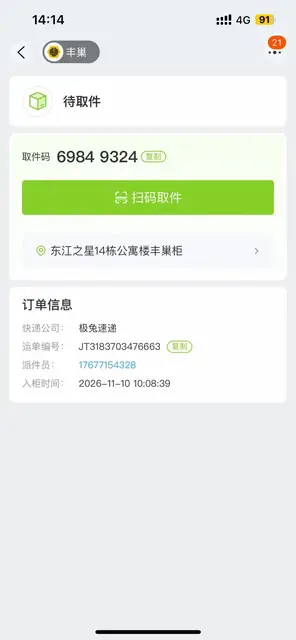 14:14
4G 91
21
丰巢
待取件
取件码 6984 9324 复制
扫码取件
东江之星14栋公寓楼丰巢柜
订单信息
快递公司： 极兔速递
运单编号： JT3183703476663 复制
派件员： 17677154328
入柜时间： 2026-11-10 10:08:39